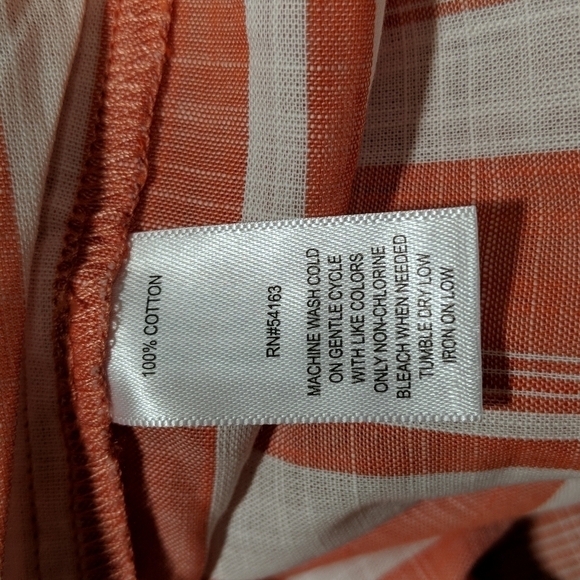 100% COTTON
RN#54163
MACHINE WASH COLD
ON GENTLE CYCLE
WITH LIKE COLORS
ONLY NON-CHLORINE
BLEACH WHEN NEEDED
TUMBLE DRY LOW
IRON ON LOW